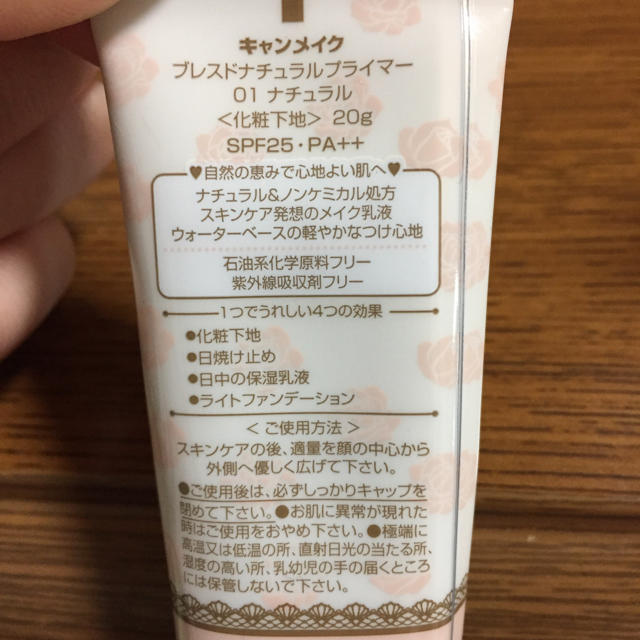 キャンメイク
ブレスドナチュラルプライマー
01 ナチュラル
＜化粧下地＞ 20g
SPF25・PA++
♥自然の恵みで心地よい肌へ♥
ナチュラル&ノンケミカル処方
スキンケア発想のメイク乳液
ウォーターベースの軽やかなつけ心地
石油系化学原料フリー
紫外線吸収剤フリー
1つでうれしい4つの効果
●化粧下地
●日焼け止め
●日中の保湿乳液
●ライトファンデーション
＜ご使用方法＞
スキンケアの後、適量を顔の中心から
外側へ優しく広げて下さい。
●ご使用後は、必ずしっかりキャップを
閉めて下さい。●お肌に異常が現れた
時はご使用をおやめ下さい。●極端に
高温又は低温の所、直射日光の当たる所、
湿度の高い所、乳幼児の手の届くところ
には保管しないで下さい。